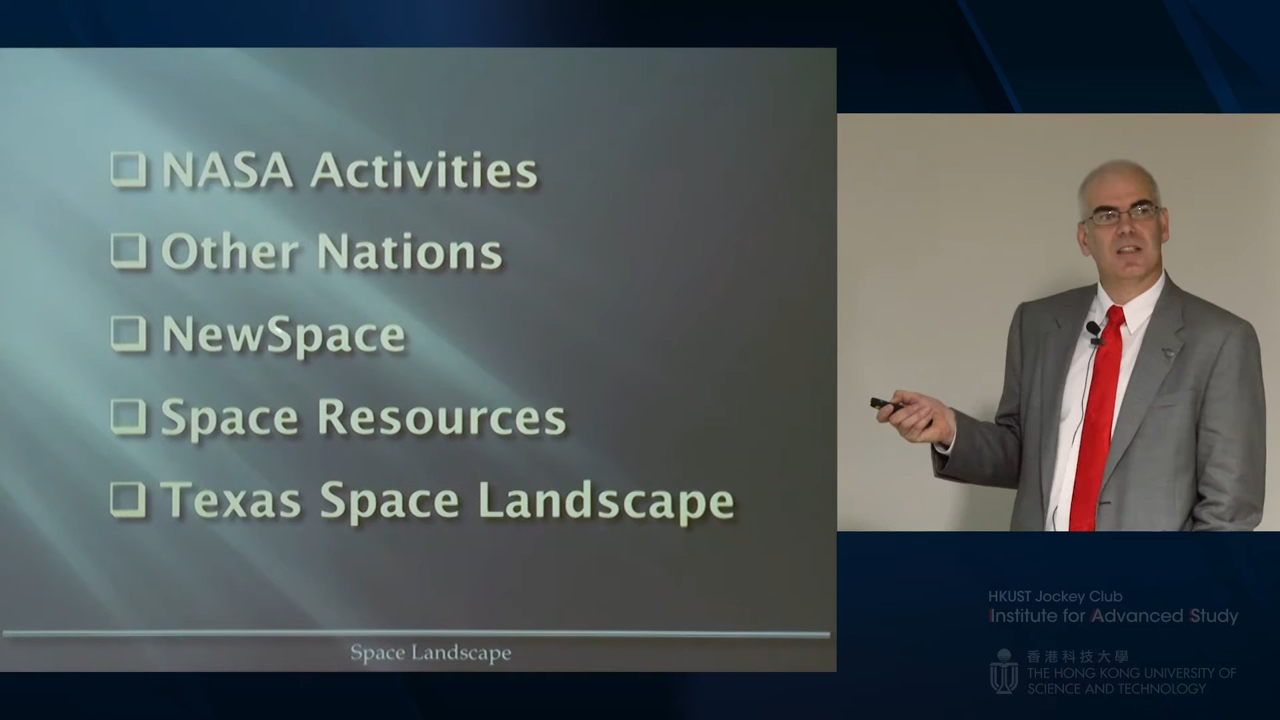 NASA Activities
Other Nations
NewSpace
Space Resources
Texas Space Landscape
Space Landscape
HKUST Jockey Club
Institute for Advanced Study
香港科技大學
THE HONG KONG UNIVERSITY OF
SCIENCE AND TECHNOLOGY